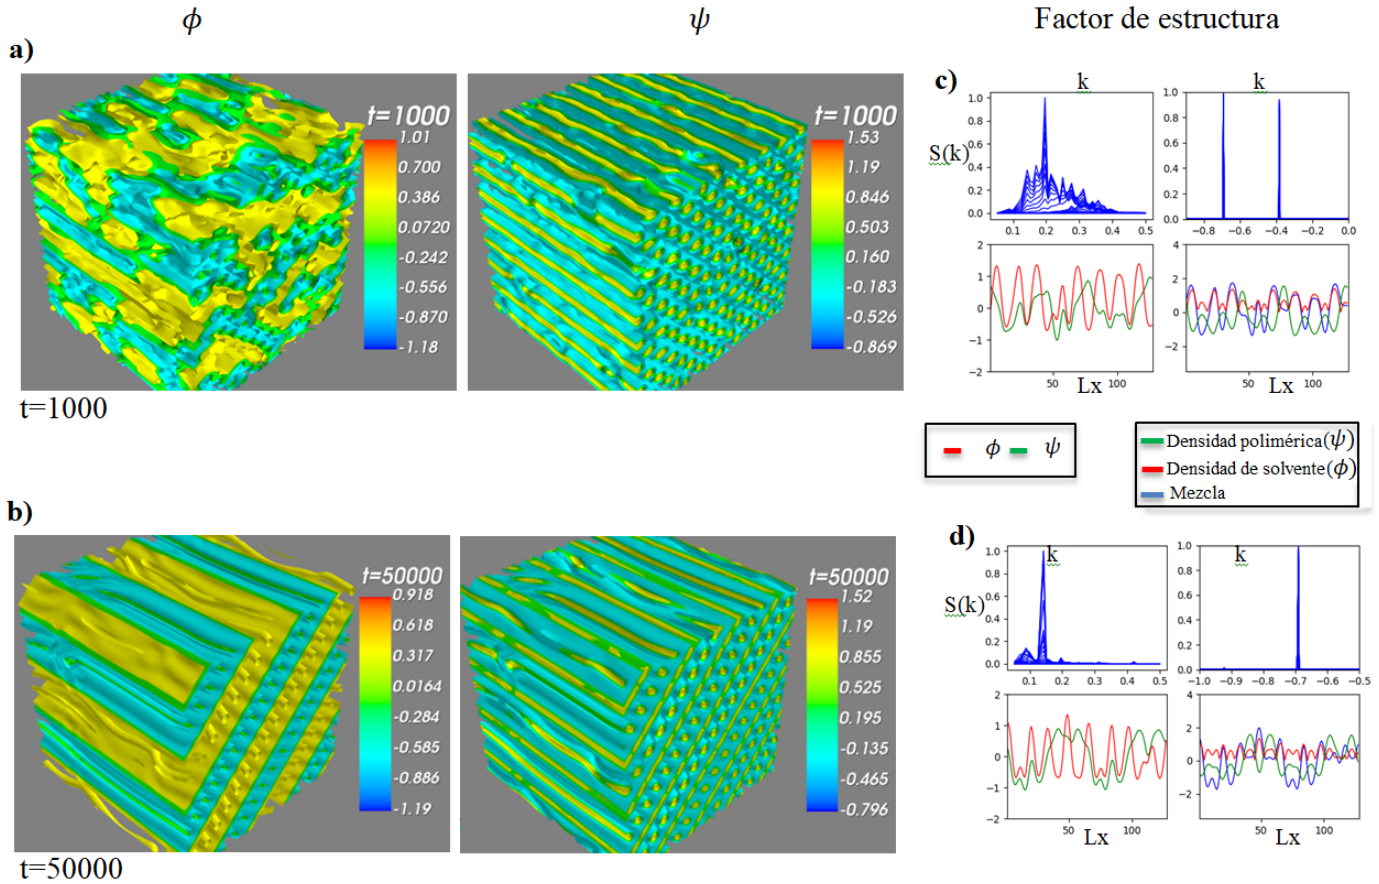 ϕ
ψ
Factor de estructura
a)
t=1000
1.01
0.700
0.386
0.0720
-0.242
-0.556
-0.870
-1.18
t=1000
1.53
1.19
0.846
0.503
0.160
-0.183
-0.526
-0.869
t=1000
c)
k
k
S(k)
1.0
0.8
0.6
0.4
0.2
0.0
0.1 0.2 0.3 0.4 0.5
1.0
0.8
0.6
0.4
0.2
0.0
−0.8 −0.6 −0.4 −0.2 0.0
2
1
0
−1
−2
50 100
Lx
4
2
0
−2
50 100
Lx
ϕ ψ
Densidad polimérica(ψ)
Densidad de solvente(ϕ)
Mezcla
b)
t=50000
0.918
0.618
0.317
0.0164
-0.284
-0.585
-0.886
-1.19
t=50000
1.52
1.19
0.855
0.525
0.195
-0.135
-0.465
-0.796
t=50000
d)
k
k
S(k)
1.0
0.8
0.6
0.4
0.2
0.0
0.1 0.2 0.3 0.4 0.5
1.0
0.8
0.6
0.4
0.2
0.0
−1.0 −0.9 −0.8 −0.7 −0.6 −0.5
2
1
0
−1
−2
50 100
Lx
4
2
0
−2
50 100
Lx